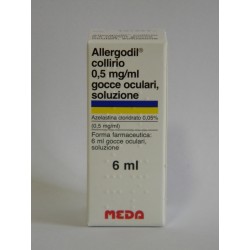 Allergodil®
collirio
0,5 mg/ml
gocce oculari,
soluzione
Azelastina cloridrato 0,05%
(0,5 mg/ml)
Forma farmaceutica:
6 ml gocce oculari,
soluzione
6 ml
MEDA